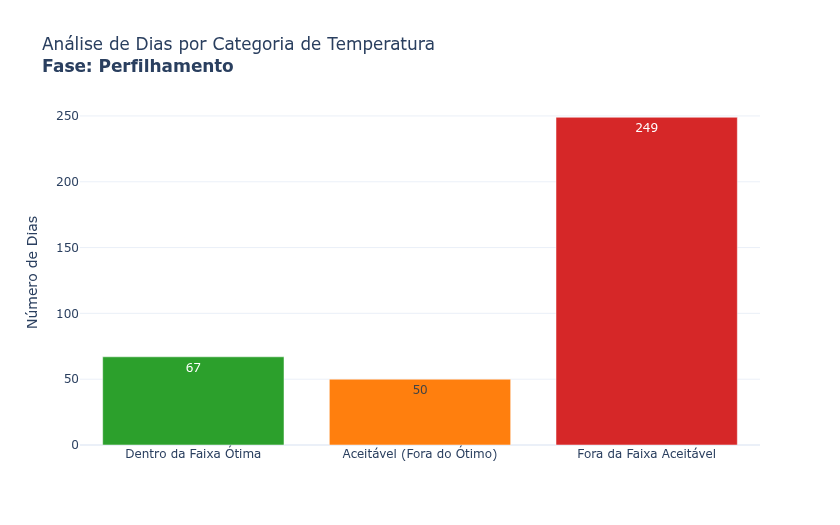 Análise de Dias por Categoria de Temperatura
Fase: Perfilhamento
Número de Dias
250
200
150
100
50
0
67
50
249
Dentro da Faixa Ótima
Aceitável (Fora do Ótimo)
Fora da Faixa Aceitável